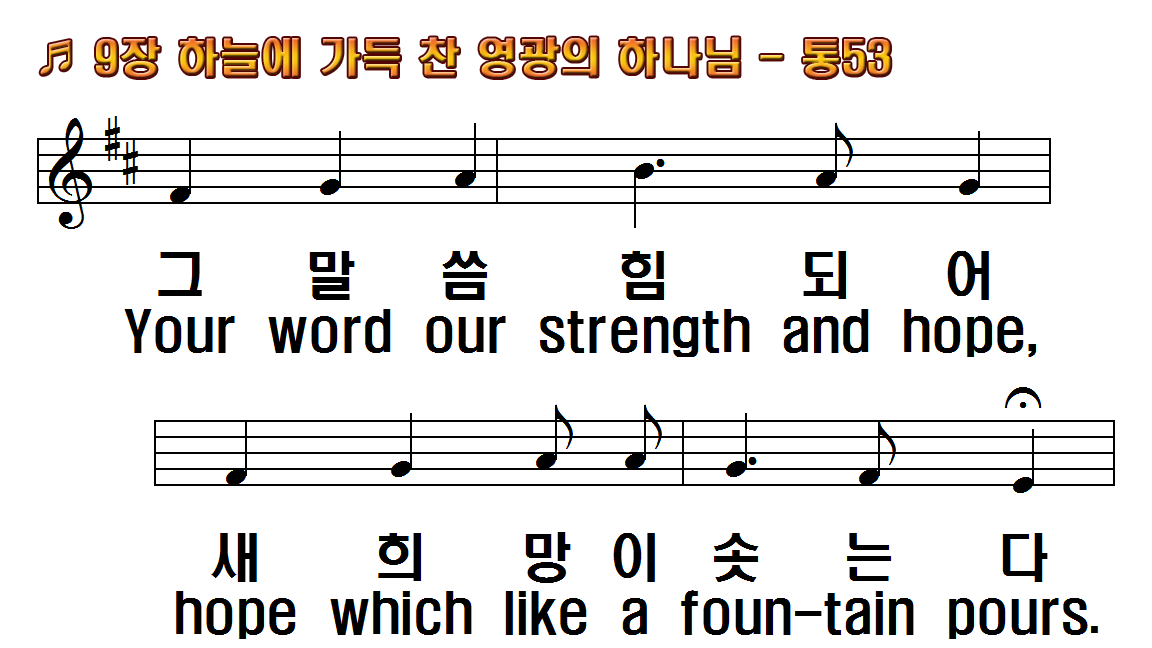 ♬ 9장 하늘에 가득 찬 영광의 하나님 - 통53
그 말 씀 힘 되 어
Your word our strength and hope,
새 희 망 이 솟 는 다
hope which like a foun-tain pours.